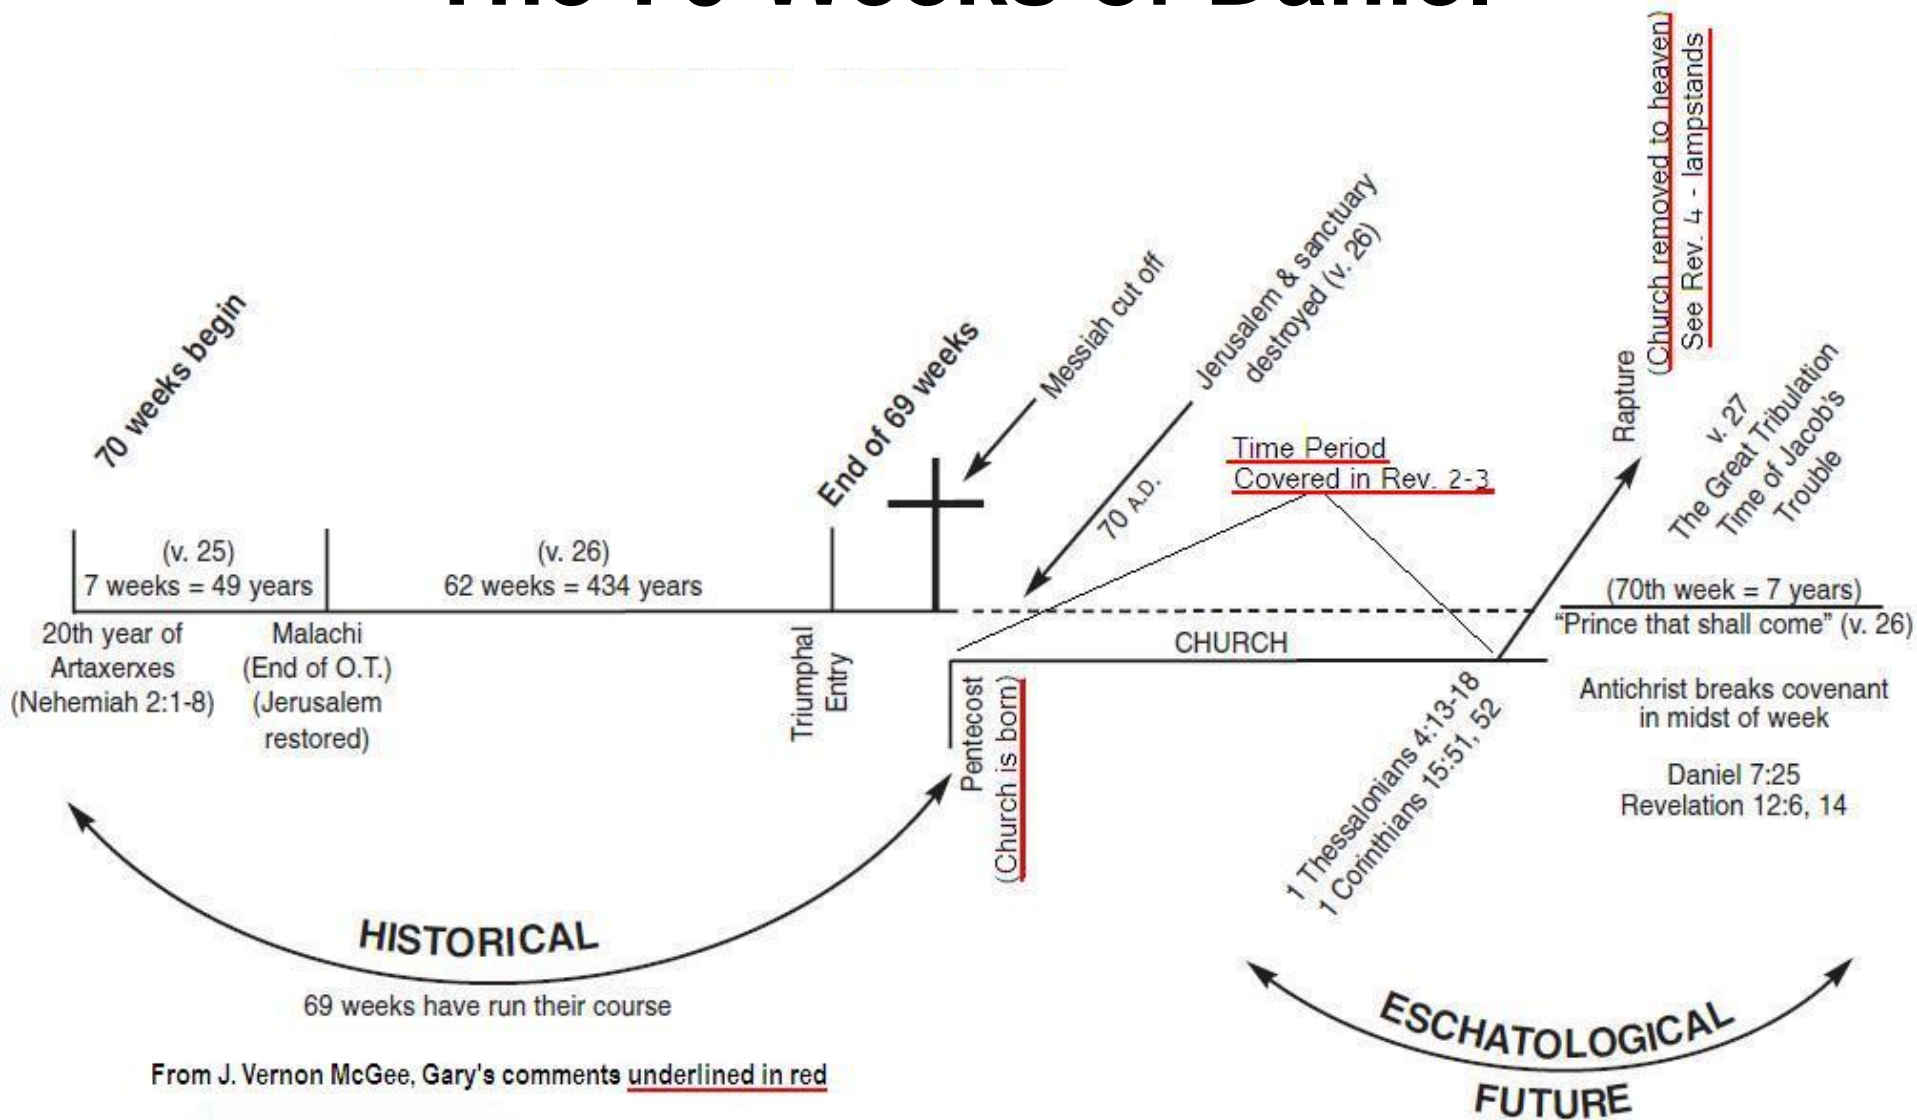 The 70 Weeks of Daniel
70 weeks begin
End of 69 weeks
Messiah cut off
Jerusalem & sanctuary
destroyed (v. 26)
70 A.D.
Time Period
Covered in Rev. 2-3
Rapture
(Church removed to heaven)
See Rev. 4 - lampstands
v. 27
The Great Tribulation
Time of Jacob's
Trouble
(v. 25)
7 weeks = 49 years
(v. 26)
62 weeks = 434 years
(70th week = 7 years)
"Prince that shall come" (v. 26)
20th year of
Artaxerxes
(Nehemiah 2:1-8)
Malachi
(End of O.T.)
(Jerusalem
restored)
Triumphal
Entry
CHURCH
Pentecost
(Church is born)
1 Thessalonians 4:13-18
1 Corinthians 15:51, 52
Antichrist breaks covenant
in midst of week
Daniel 7:25
Revelation 12:6, 14
HISTORICAL
69 weeks have run their course
ESCHATOLOGICAL
FUTURE
From J. Vernon McGee, Gary's comments underlined in red